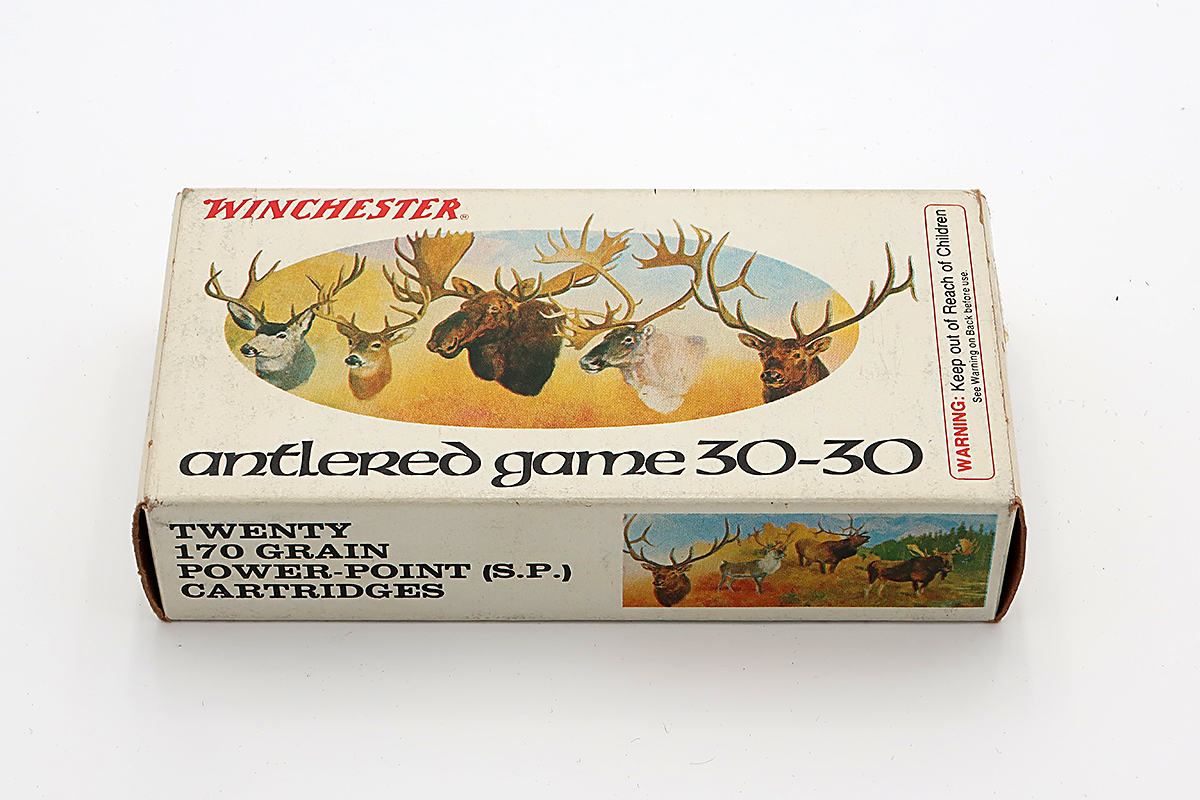 WINCHESTER®
antlered game 30-30
WARNING: Keep out of Reach of Children
See Warning on Back before use.
TWENTY
170 GRAIN
POWER-POINT (S.P.)
CARTRIDGES